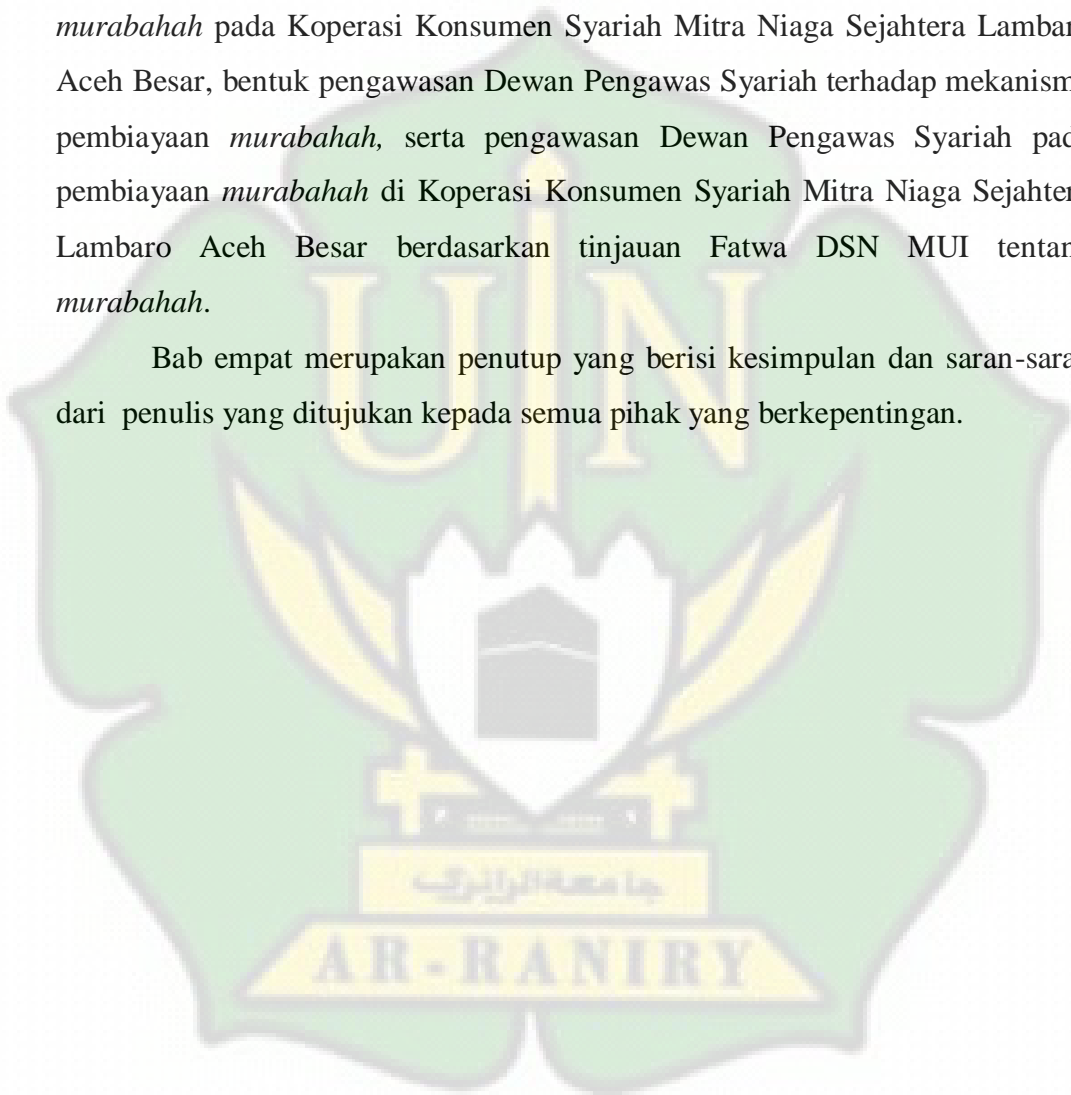 murabahah pada Koperasi Konsumen Syariah Mitra Niaga Sejahtera Lambar
Aceh Besar, bentuk pengawasan Dewan Pengawas Syariah terhadap mekanism
pembiayaan murabahah, serta pengawasan Dewan Pengawas Syariah pad
pembiayaan murabahah di Koperasi Konsumen Syariah Mitra Niaga Sejahter
Lambaro Aceh Besar berdasarkan tinjauan Fatwa DSN MUI tentan
murabahah.
Bab empat merupakan penutup yang berisi kesimpulan dan saran-sara
dari penulis yang ditujukan kepada semua pihak yang berkepentingan.
UIN
جامعة الرانيري
AR-RANIRY